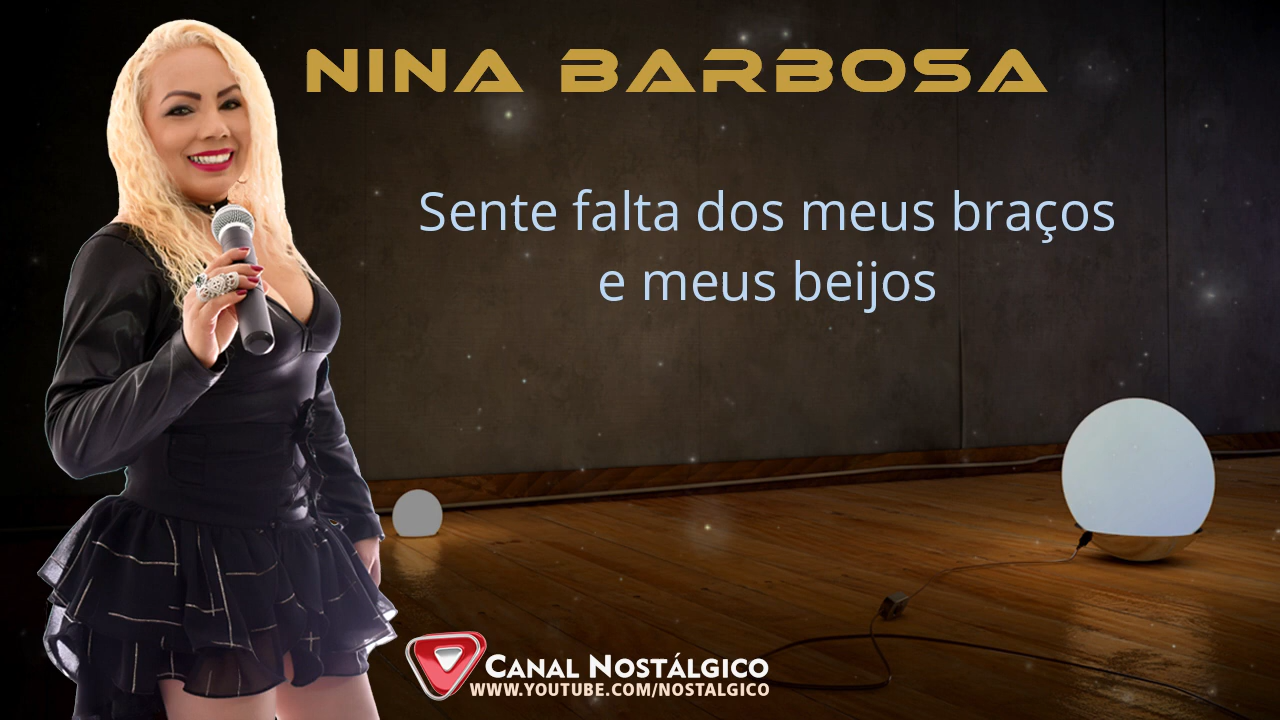 NINA BARBOSA
Sente falta dos meus braços
e meus beijos
CANAL NOSTÁLGICO
WWW.YOUTUBE.COM/NOSTALGICO